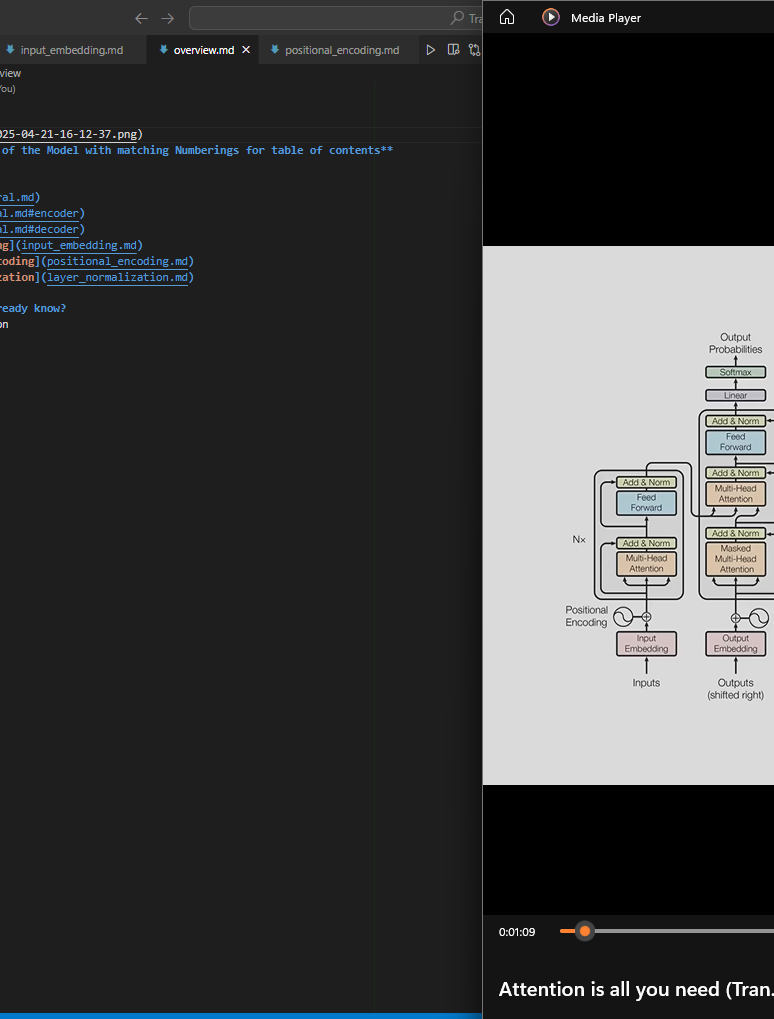 Tra
input_embedding.md
overview.md
positional_encoding.md
view
You)
025-04-21-16-12-37.png)
of the Model with matching Numberings for table of contents**
ral.md)
al.md#encoder)
al.md#decoder)
ng](input_embedding.md)
coding](positional_encoding.md)
zation](layer_normalization.md)
ready know?
on
Media Player
Output
Probabilities
Softmax
Linear
Add & Norm
Feed
Forward
Add & Norm
Multi-Head
Attention
Add & Norm
Masked
Multi-Head
Attention
Add & Norm
Feed
Forward
Nx
Add & Norm
Multi-Head
Attention
Positional
Encoding
Input
Embedding
Output
Embedding
Inputs
Outputs
(shifted right)
0:01:09
Attention is all you need (Tran.